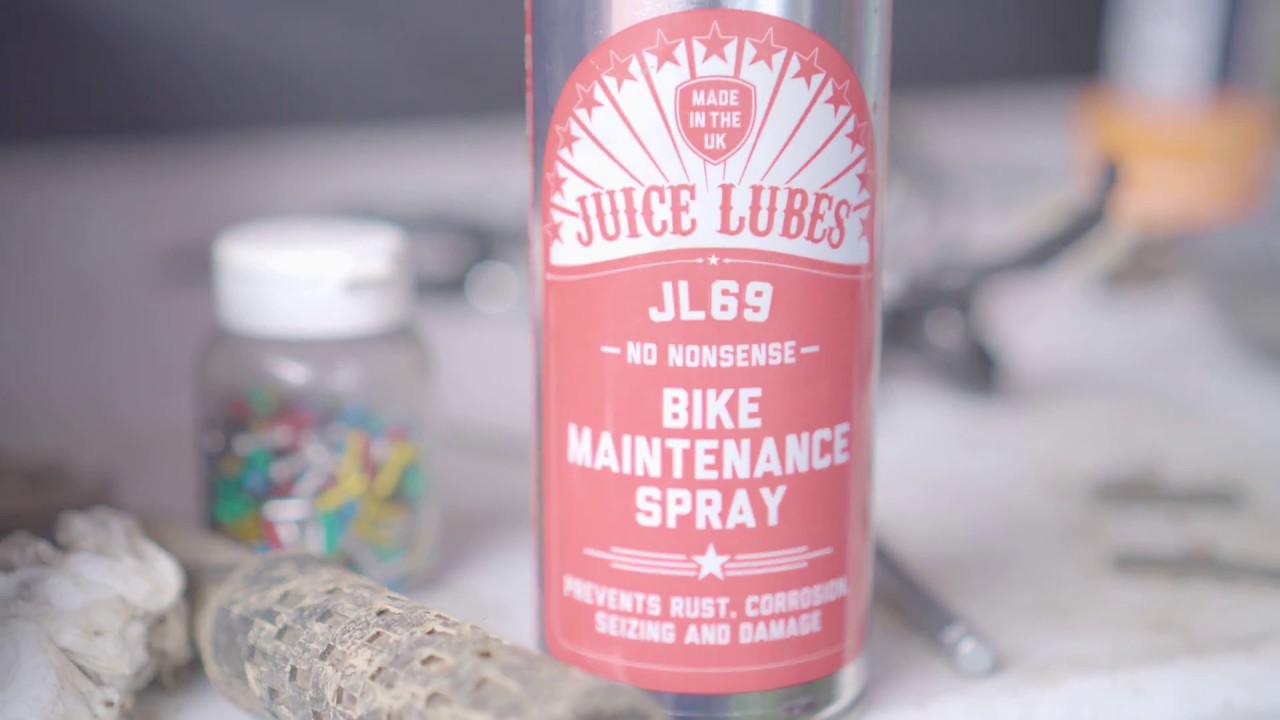 MADE
IN THE
UK
JUICE LUBES
JL69
NO NONSENSE
BIKE
MAINTENANCE
SPRAY
PREVENTS RUST, CORROSION,
SEIZING AND DAMAGE